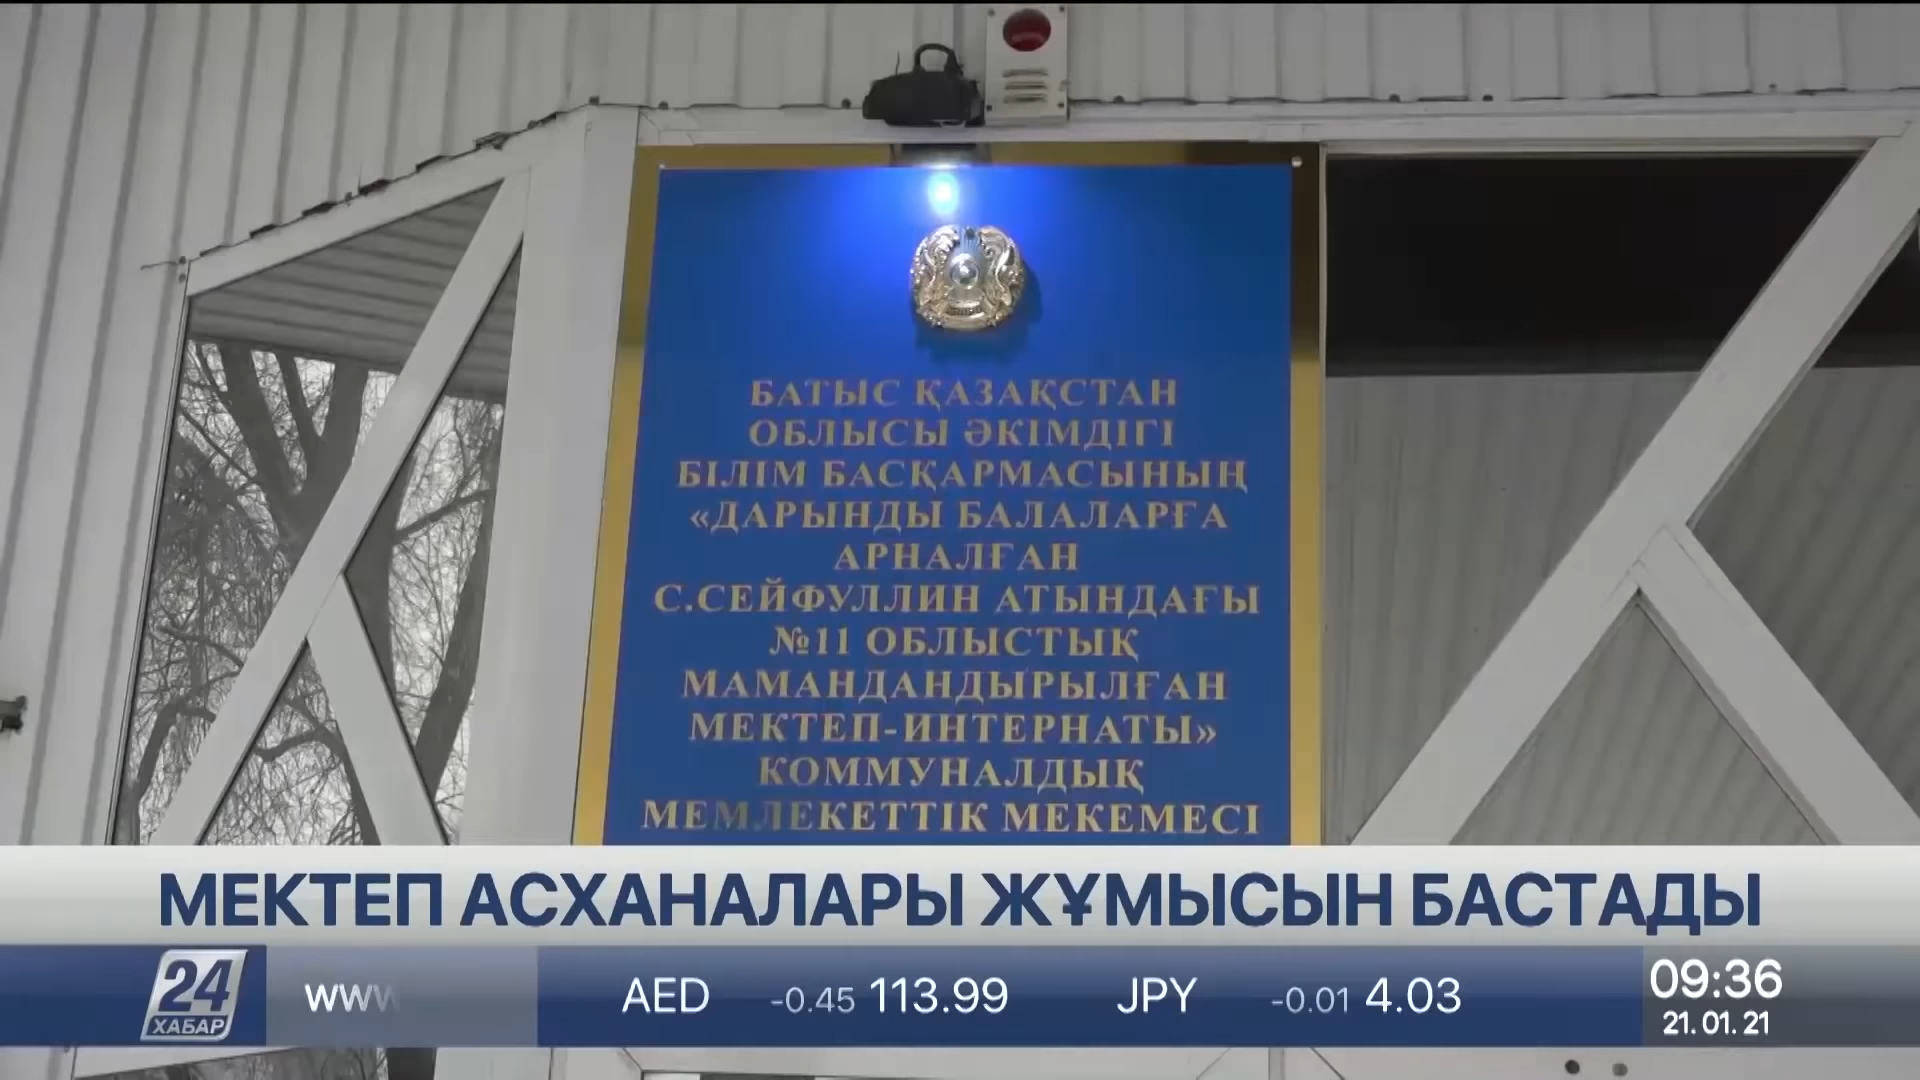 БАТЫС ҚАЗАҚСТАН
ОБЛЫСЫ ӘКІМДІГІ
БІЛІМ БАСҚАРМАСЫНЫҢ
«ДАРЫНДЫ БАЛАЛАРҒА
АРНАЛҒАН
С.СЕЙФУЛЛИН АТЫНДАҒЫ
№11 ОБЛЫСТЫҚ
МАМАНДАНДЫРЫЛҒАН
МЕКТЕП-ИНТЕРНАТЫ»
КОММУНАЛДЫҚ
МЕМЛЕКЕТТІК МЕКЕМЕСІ
МЕКТЕП АСХАНАЛАРЫ ЖҰМЫСЫН БАСТАДЫ
24
ХАБАР
www
AED -0.45 113.99 JPY -0.01 4.03
09:36
21.01.21